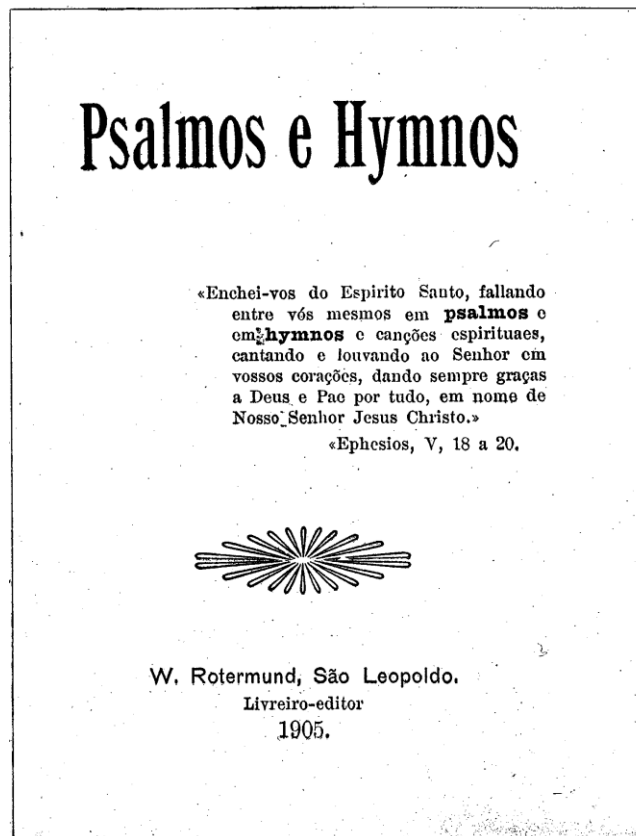 Psalmos e Hymnos
«Enchei-vos do Espirito Santo, fallando
entre vós mesmos em psalmos e
em hymnos e canções espirituaes,
cantando e louvando ao Senhor em
vossos corações, dando sempre graças
a Deus e Pae por tudo, em nome de
Nosso Senhor Jesus Christo.»
«Ephesios, V, 18 a 20.
W. Rotermund, São Leopoldo.
Livreiro-editor
1905.